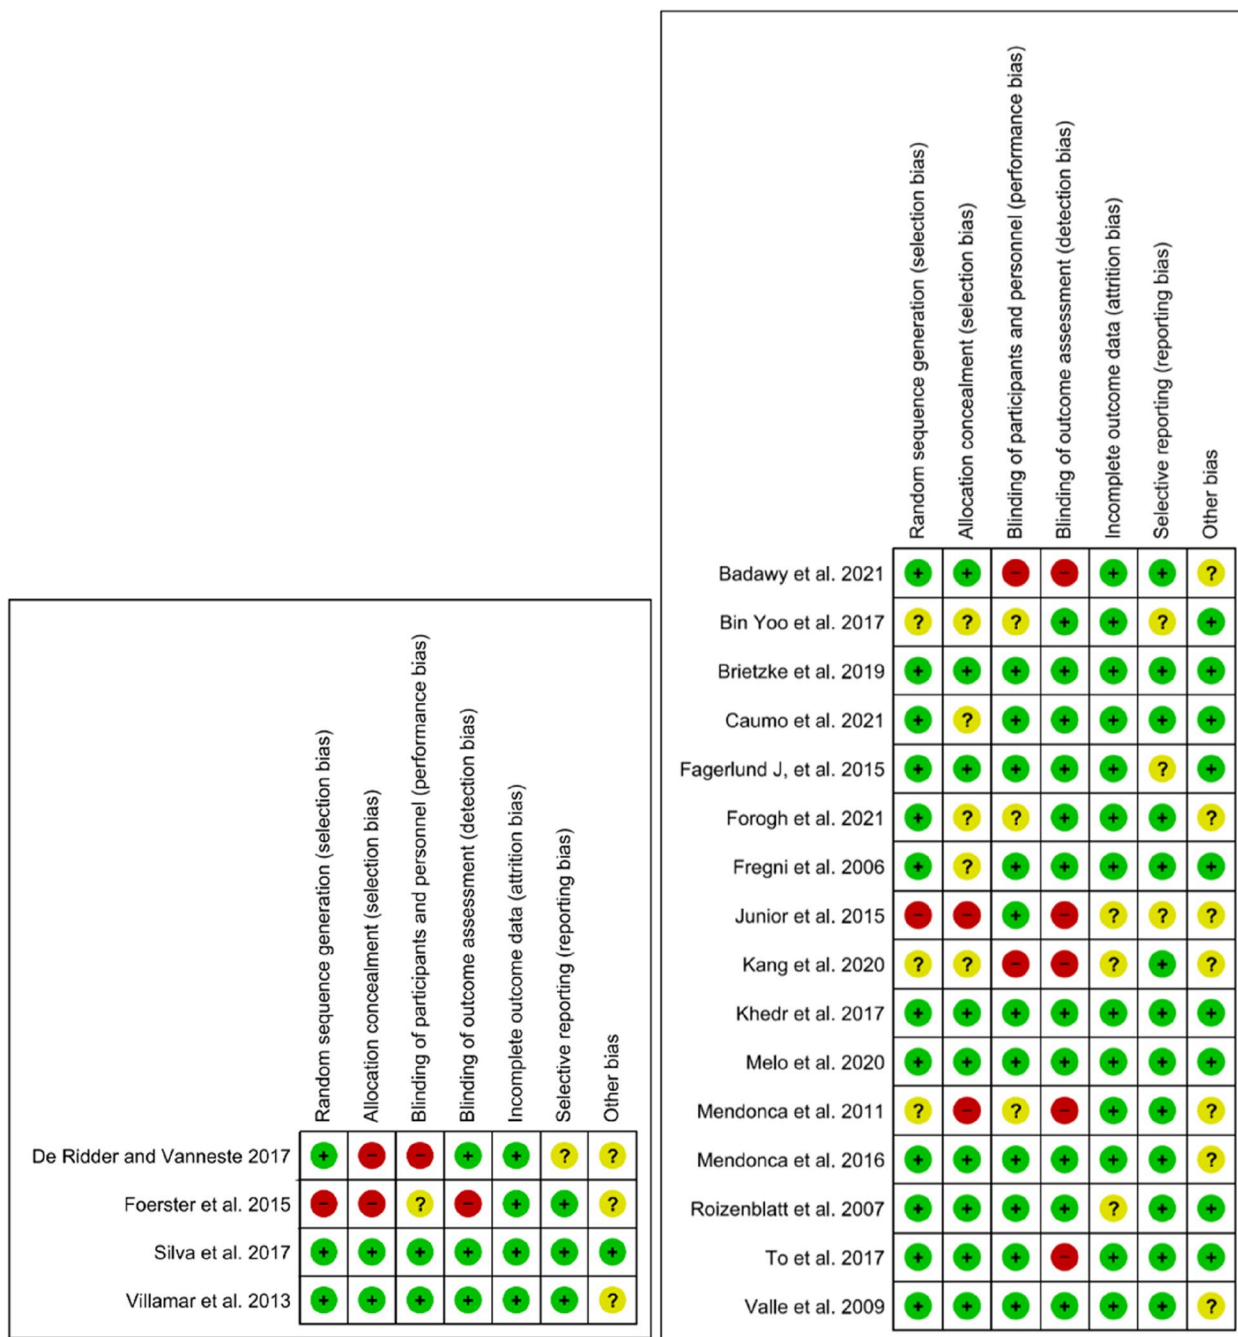 Random sequence generation (selection bias)
Allocation concealment (selection bias)
Blinding of participants and personnel (performance bias)
Blinding of outcome assessment (detection bias)
Incomplete outcome data (attrition bias)
Selective reporting (reporting bias)
Other bias
De Ridder and Vanneste 2017 + - - + + ? ?
Foerster et al. 2015 - - ? - + + ?
Silva et al. 2017 + + + + + + +
Villamar et al. 2013 + + + + + + ?
Random sequence generation (selection bias)
Allocation concealment (selection bias)
Blinding of participants and personnel (performance bias)
Blinding of outcome assessment (detection bias)
Incomplete outcome data (attrition bias)
Selective reporting (reporting bias)
Other bias
Badawy et al. 2021 + + - - + + ?
Bin Yoo et al. 2017 ? ? ? + + ? +
Brietzke et al. 2019 + + + + + + +
Caumo et al. 2021 + ? + + + + +
Fagerlund J, et al. 2015 + + + + + ? +
Forogh et al. 2021 + ? ? + + + ?
Fregni et al. 2006 + ? + + + + +
Junior et al. 2015 - - + - ? ? ?
Kang et al. 2020 ? ? - - ? + ?
Khedr et al. 2017 + + + + + + +
Melo et al. 2020 + + + + + + +
Mendonca et al. 2011 ? - ? - + + ?
Mendonca et al. 2016 + + + + + + ?
Roizenblatt et al. 2007 + + + + ? + +
To et al. 2017 + + + - + + +
Valle et al. 2009 + + + + + + ?